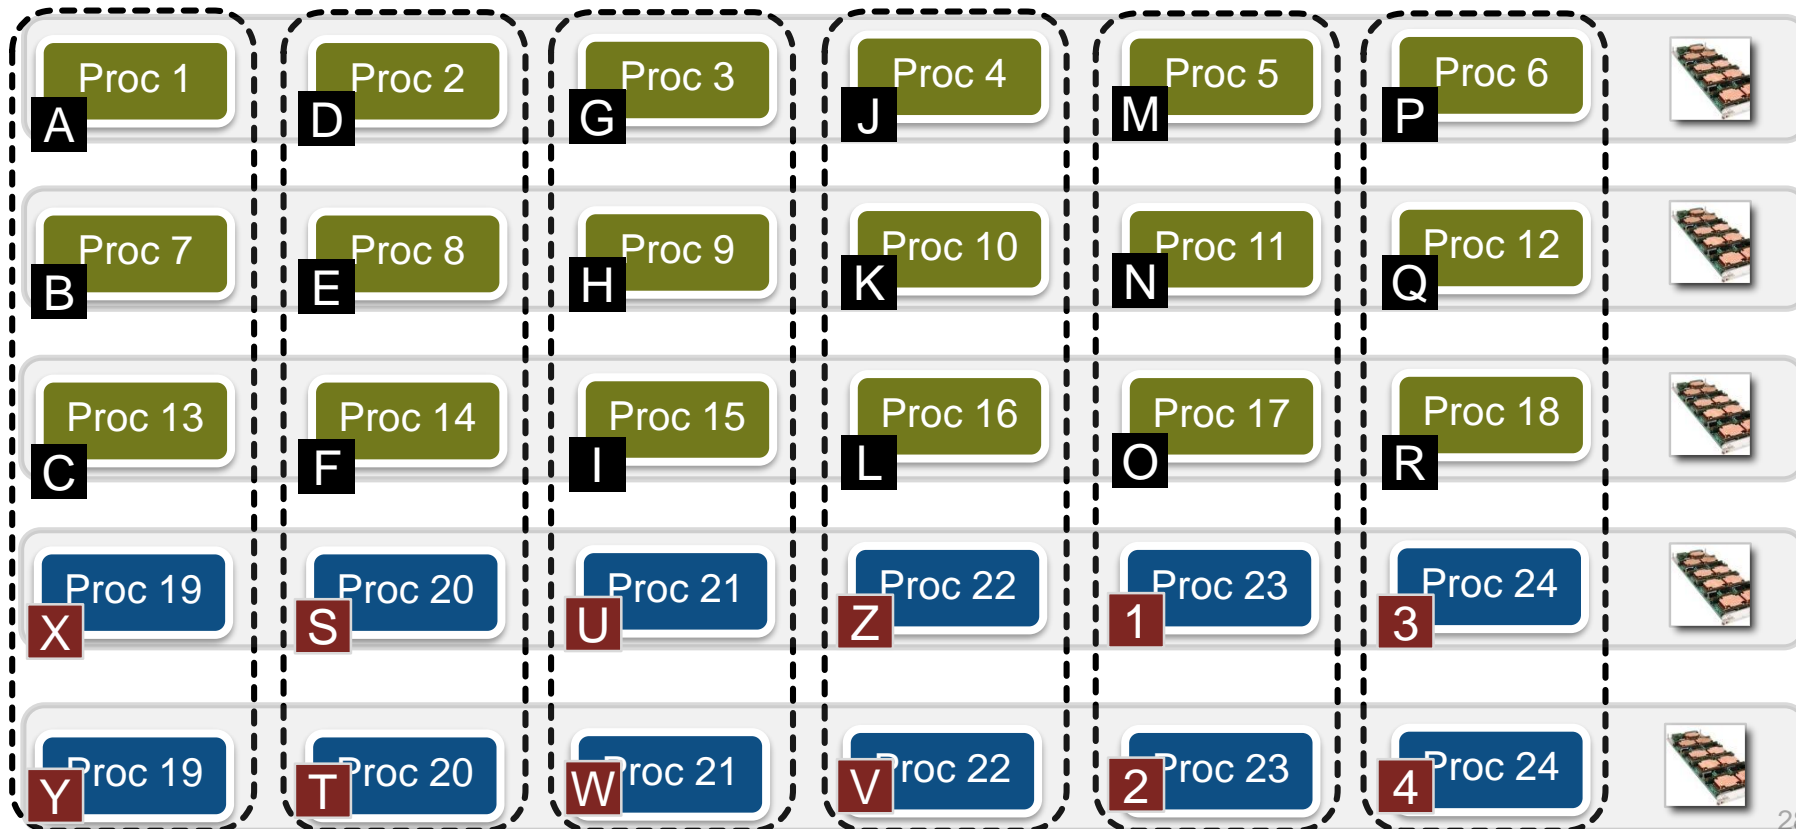 Proc 1 Proc 2 Proc 3 Proc 4 Proc 5 Proc 6
A D G J M P
Proc 7 Proc 8 Proc 9 Proc 10 Proc 11 Proc 12
B E H K N Q
Proc 13 Proc 14 Proc 15 Proc 16 Proc 17 Proc 18
C F I L O R
Proc 19 Proc 20 Proc 21 Proc 22 Proc 23 Proc 24
X S U Z 1 3
Proc 19 Proc 20 Proc 21 Proc 22 Proc 23 Proc 24
Y T W V 2 4